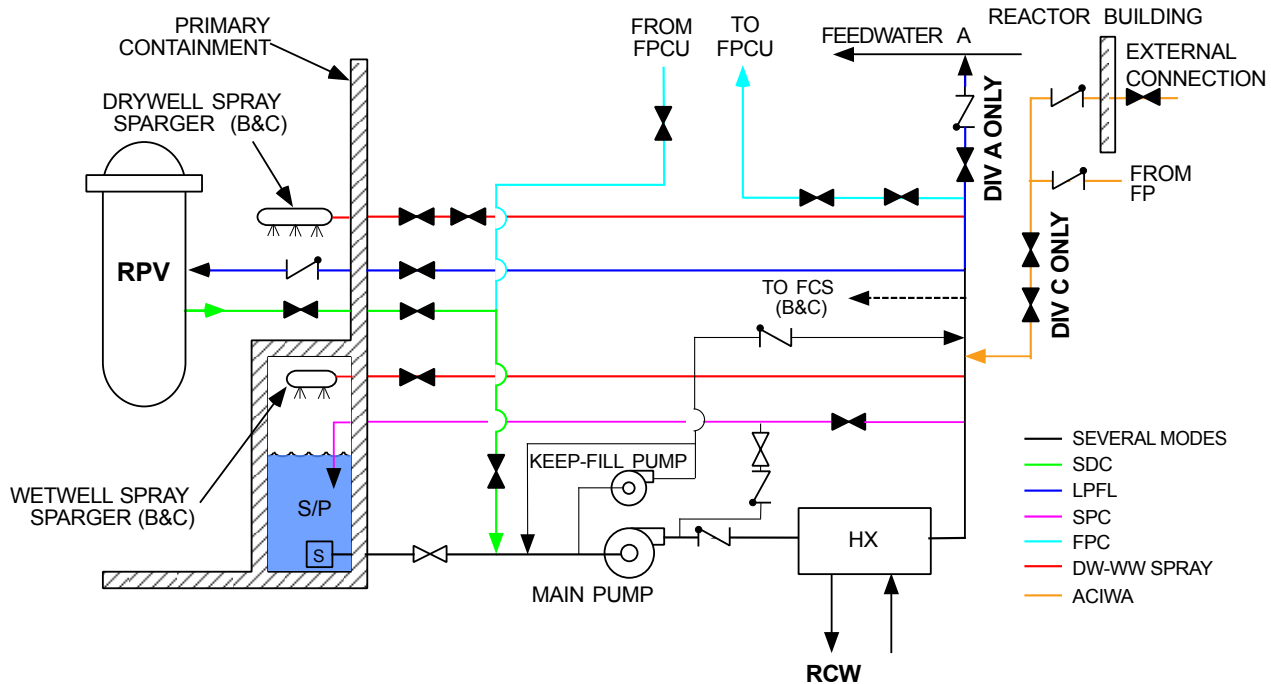 PRIMARY
CONTAINMENT
FROM
FPCU
TO
FPCU
FEEDWATER A
REACTOR BUILDING
EXTERNAL
CONNECTION
DRYWELL SPRAY
SPARGER (B&C)
DIV A ONLY
FROM
FP
RPV
TO FCS
(B&C)
DIV C ONLY
WETWELL SPRAY
SPARGER (B&C)
S/P
S
KEEP-FILL PUMP
MAIN PUMP
HX
RCW
SEVERAL MODES
SDC
LPFL
SPC
FPC
DW-WW SPRAY
ACIWA